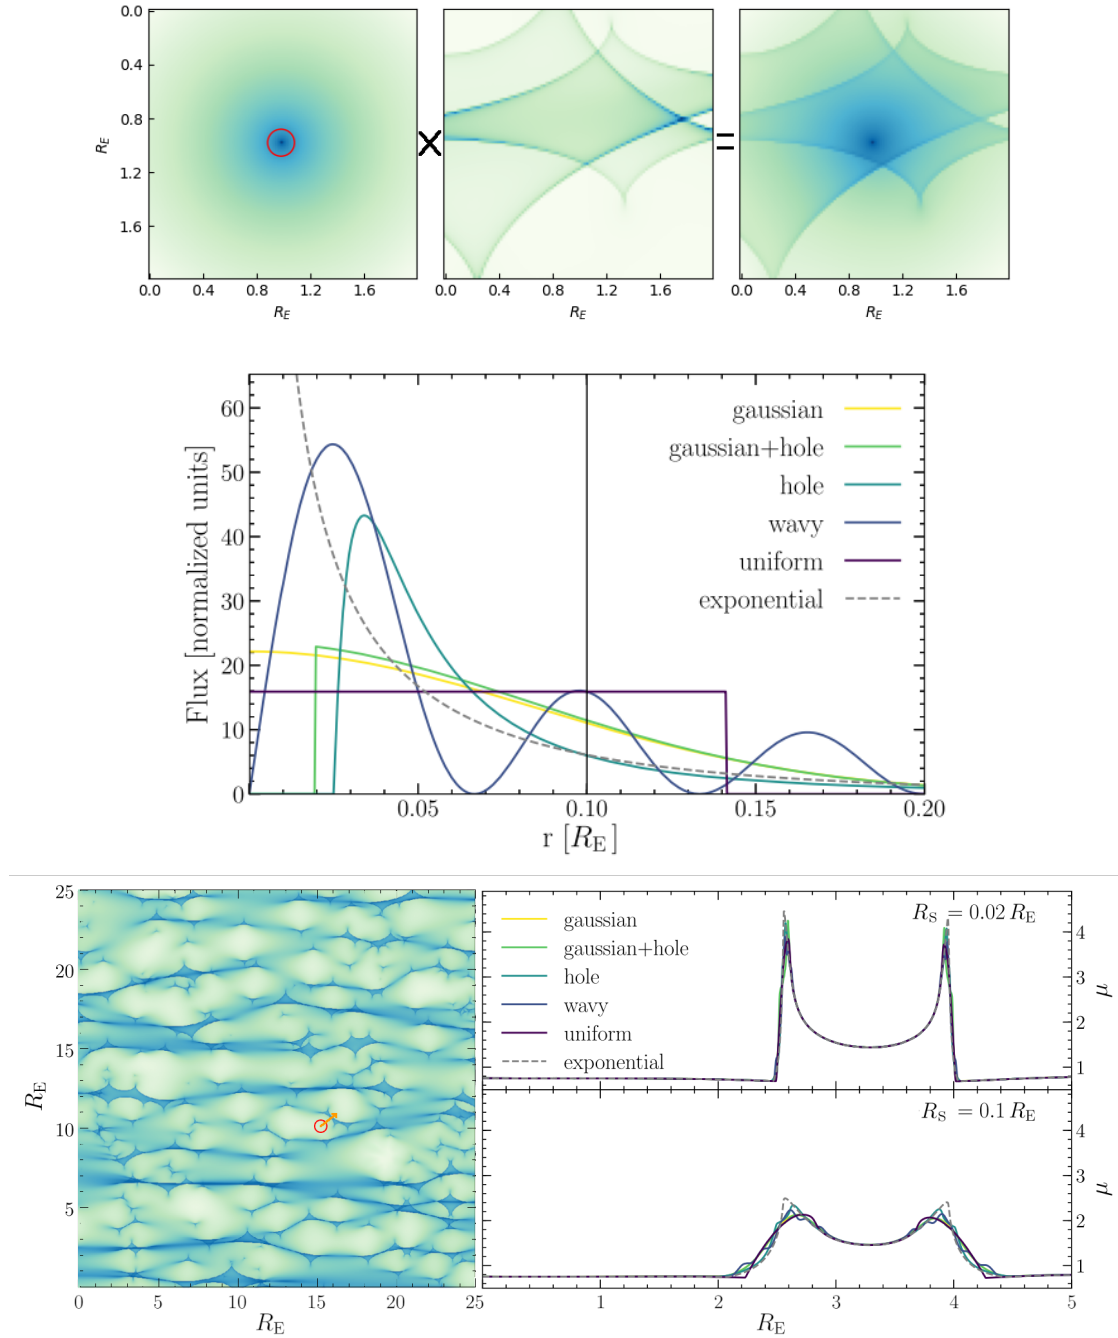 0.0
0.4
0.8
1.2
1.6
R_E
0.0 0.4 0.8 1.2 1.6
R_E
×
0.0 0.4 0.8 1.2 1.6
R_E
=
0.0 0.4 0.8 1.2 1.6
R_E
Flux [normalized units]
60
50
40
30
20
10
0
gaussian
gaussian+hole
hole
wavy
uniform
exponential
0.05 0.10 0.15 0.20
r [R_E]
R_E
25
20
15
10
5
0 5 10 15 20 25
R_E
gaussian
gaussian+hole
hole
wavy
uniform
exponential
R_S = 0.02 R_E
4
3
2
1
μ
R_S = 0.1 R_E
4
3
2
1
μ
1 2 3 4 5
R_E